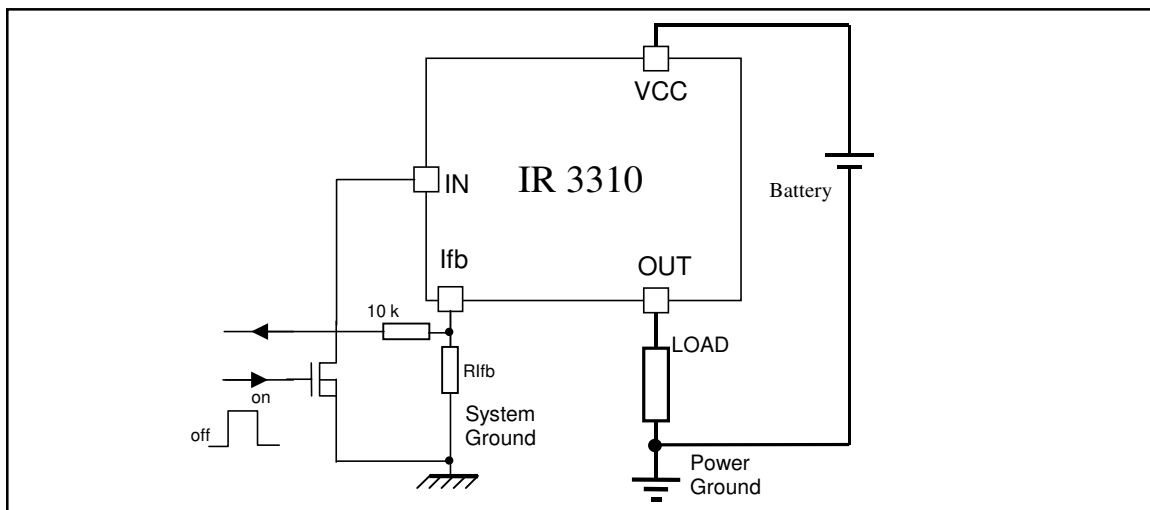 VCC
IN
IR 3310
Battery
Ifb
OUT
10 k
LOAD
RIfb
on
off
System
Ground
Power
Ground